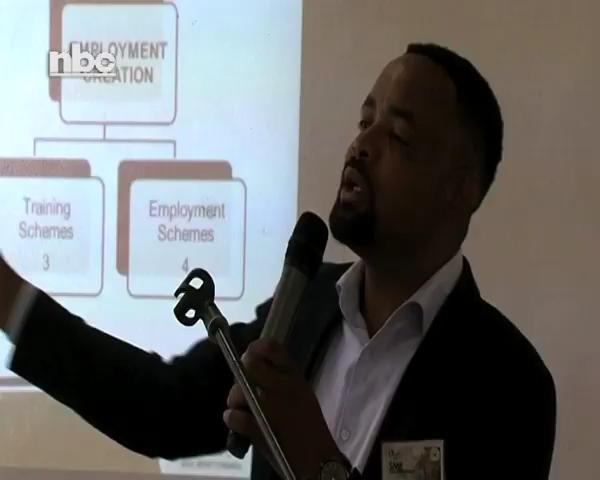 nbc
EMPLOYMENT
CREATION
Training
Schemes
3
Employment
Schemes
4